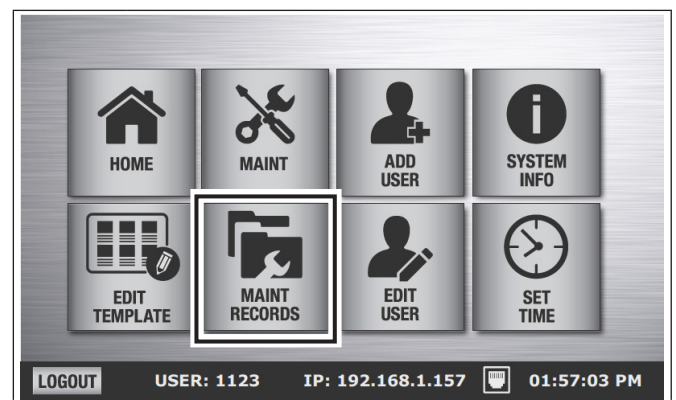 HOME
MAINT
ADD
USER
SYSTEM
INFO
EDIT
TEMPLATE
MAINT
RECORDS
EDIT
USER
SET
TIME
LOGOUT USER: 1123 IP: 192.168.1.157 01:57:03 PM